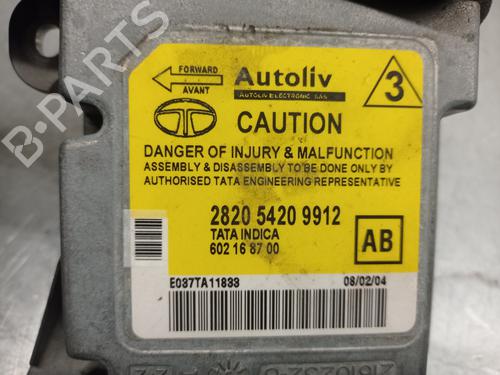 B-PARTS
FORWARD
AVANT
Autoliv
AUTOLIV ELECTRONIC SAS
3
CAUTION
DANGER OF INJURY & MALFUNCTION
ASSEMBLY & DISASSEMBLY TO BE DONE ONLY BY
AUTHORISED TATA ENGINEERING REPRESENTATIVE
2820 5420 9912
TATA INDICA
602 16 87 00
AB
E037TA11833
08/02/04